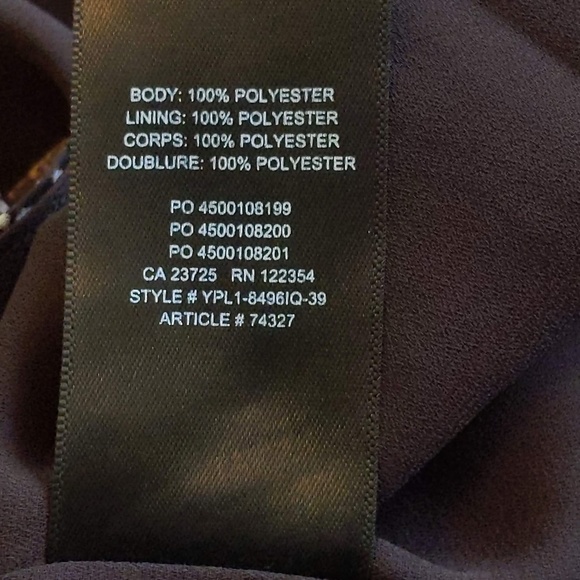 BODY: 100% POLYESTER
LINING: 100% POLYESTER
CORPS: 100% POLYESTER
DOUBLURE: 100% POLYESTER
PO 4500108199
PO 4500108200
PO 4500108201
CA 23725 RN 122354
STYLE # YPL1-8496IQ-39
ARTICLE # 74327